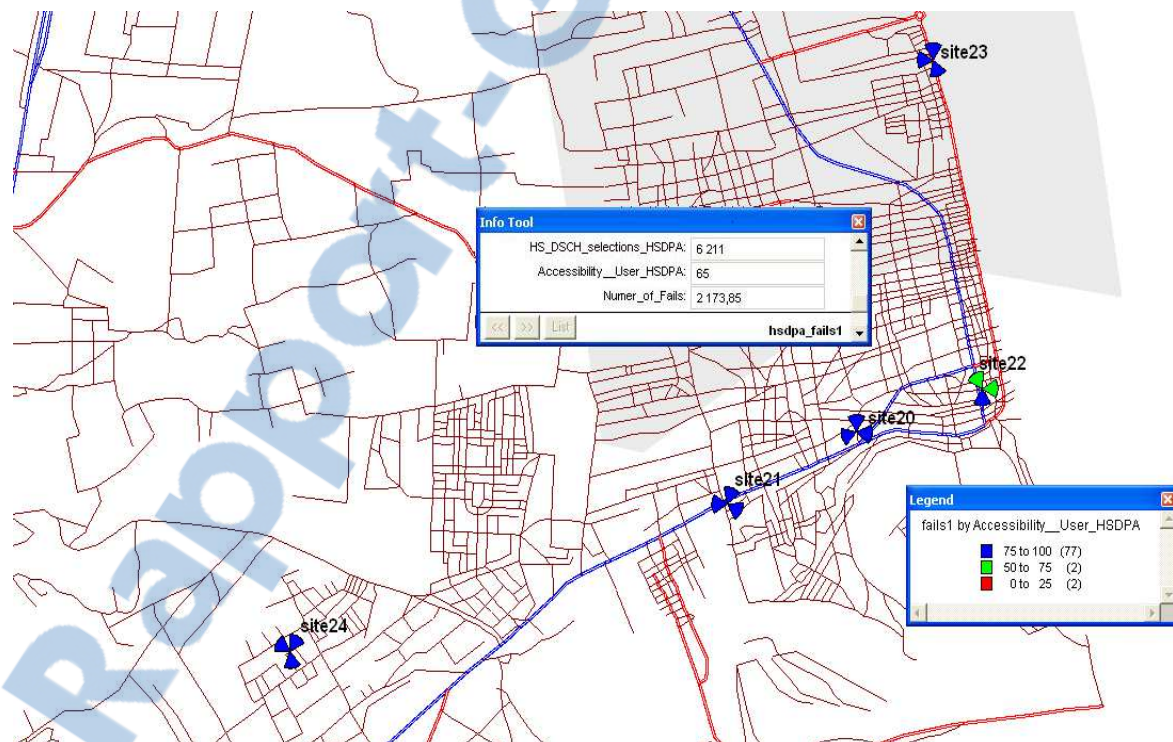 site23
Info Tool
HS_DSCH_selections_HSDPA: 6 211
Accessibility__User_HSDPA: 65
Numer_of_Fails: 2 173,85
<< >> List hsdpa_fails1
site22
site20
site21
Legend
fails1 by Accessibility__User_HSDPA
75 to 100 (77)
50 to 75 (2)
0 to 25 (2)
site24
Rapport-